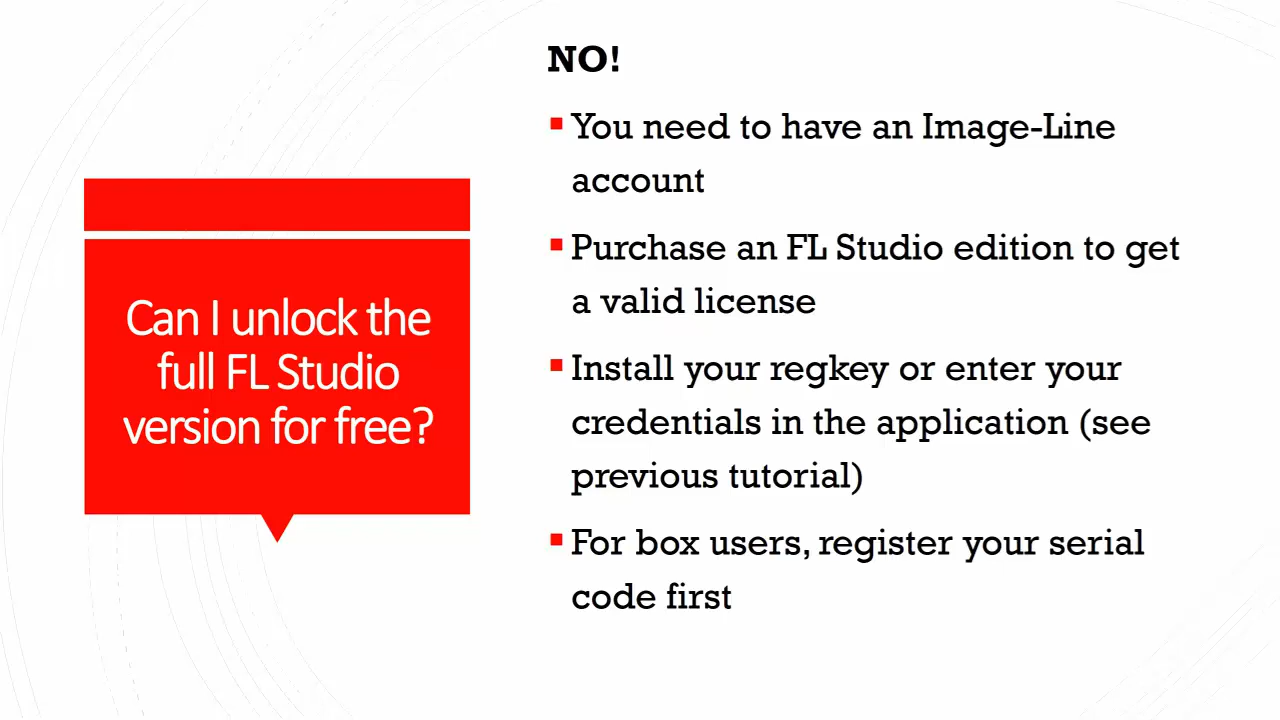 Can I unlock the
full FL Studio
version for free?
NO!
▪ You need to have an Image-Line
account
▪ Purchase an FL Studio edition to get
a valid license
▪ Install your regkey or enter your
credentials in the application (see
previous tutorial)
▪ For box users, register your serial
code first